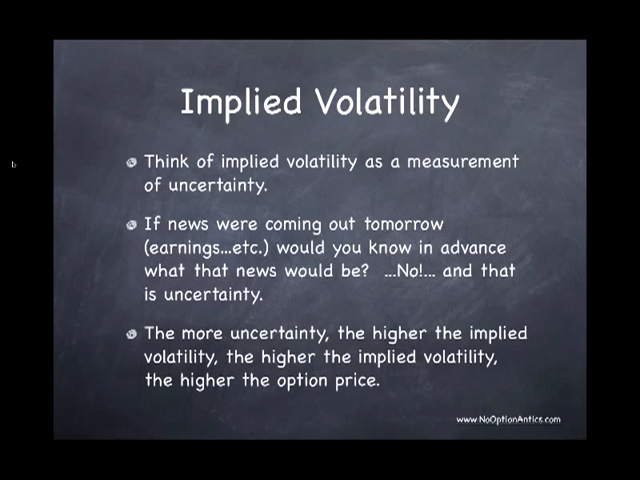 Implied Volatility
Think of implied volatility as a measurement
of uncertainty.
If news were coming out tomorrow
(earnings...etc.) would you know in advance
what that news would be?  ...No!... and that
is uncertainty.
The more uncertainty, the higher the implied
volatility, the higher the implied volatility,
the higher the option price.
www.NoOptionAntics.com